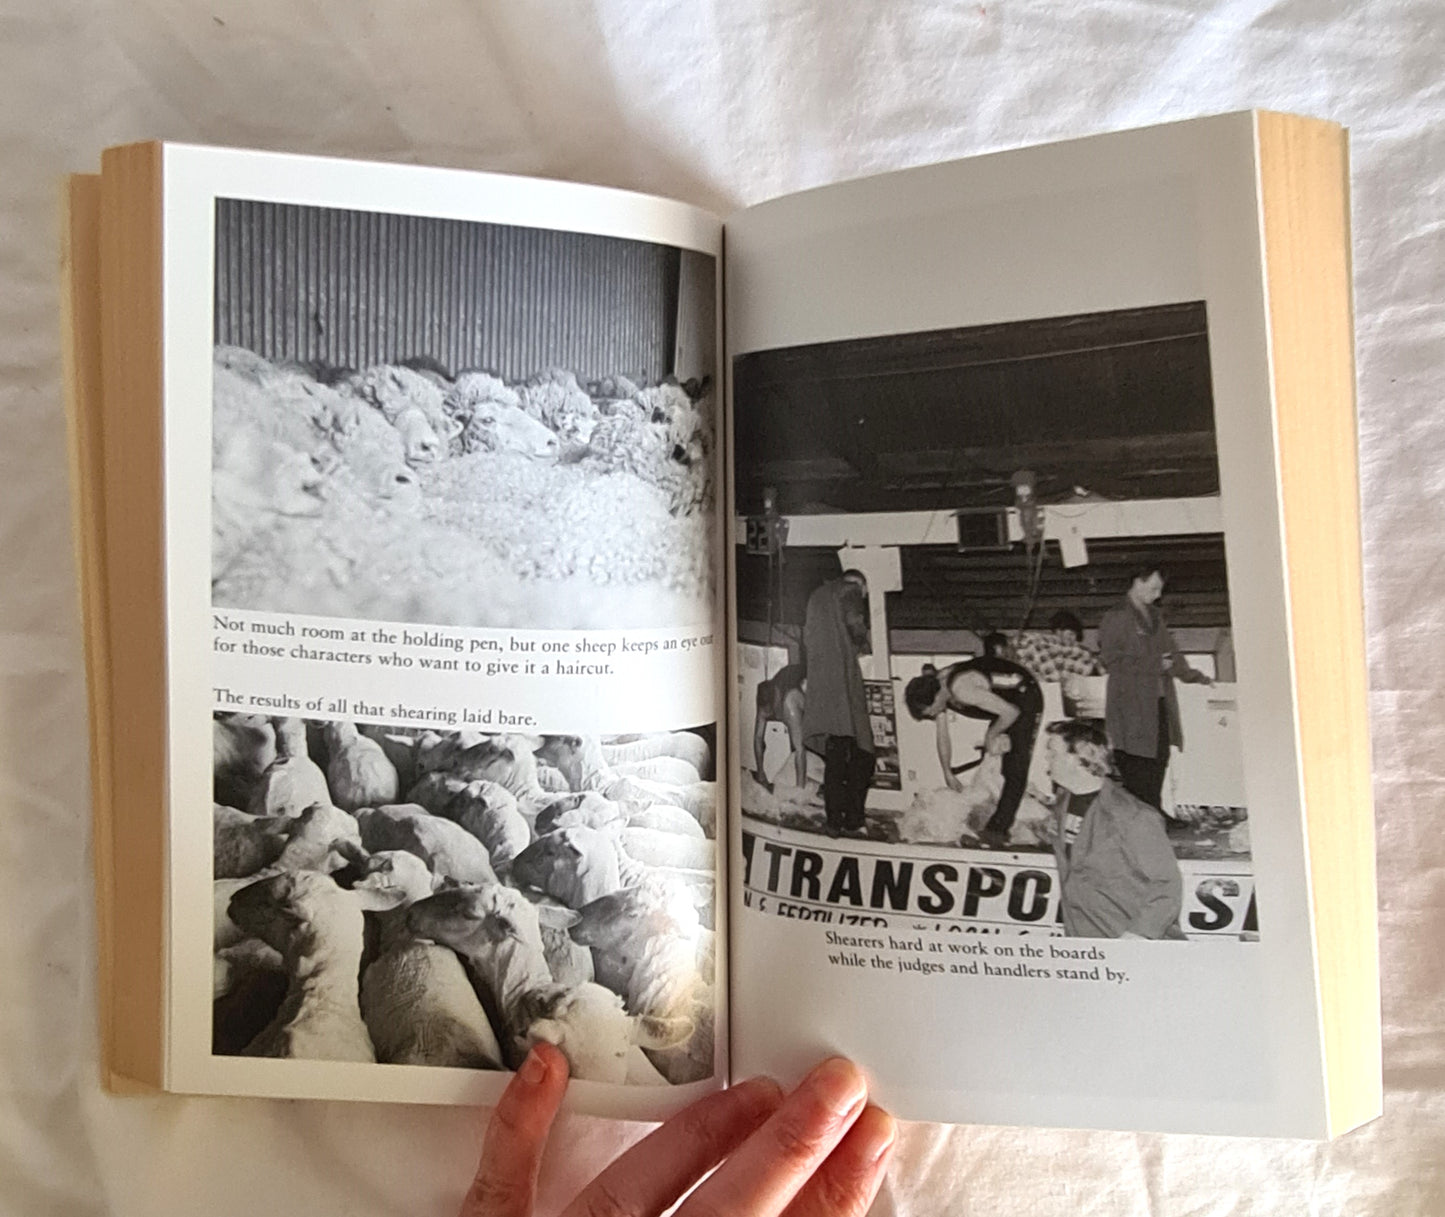 Not much room at the holding pen, but one sheep keeps an eye out
for those characters who want to give it a haircut.
The results of all that shearing laid bare.
4
TRANSPO
S
& FERTILIZER
Shearers hard at work on the boards
while the judges and handlers stand by.